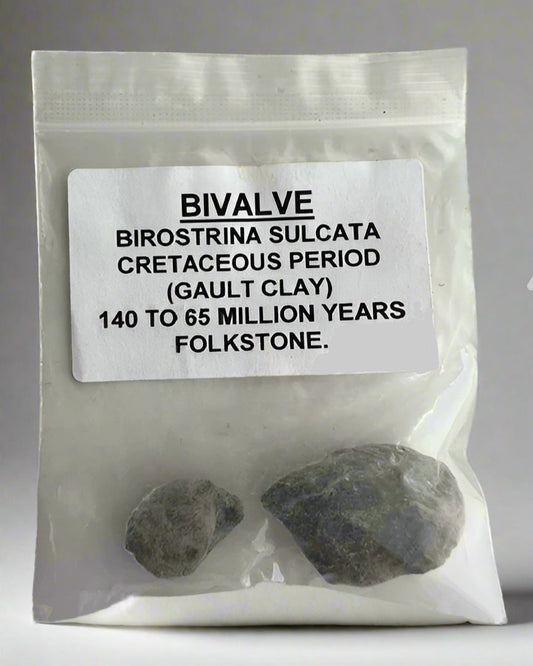 BIVALVE
BIROSTRINA SULCATA
CRETACEOUS PERIOD
(GAULT CLAY)
140 TO 65 MILLION YEARS
FOLKSTONE.